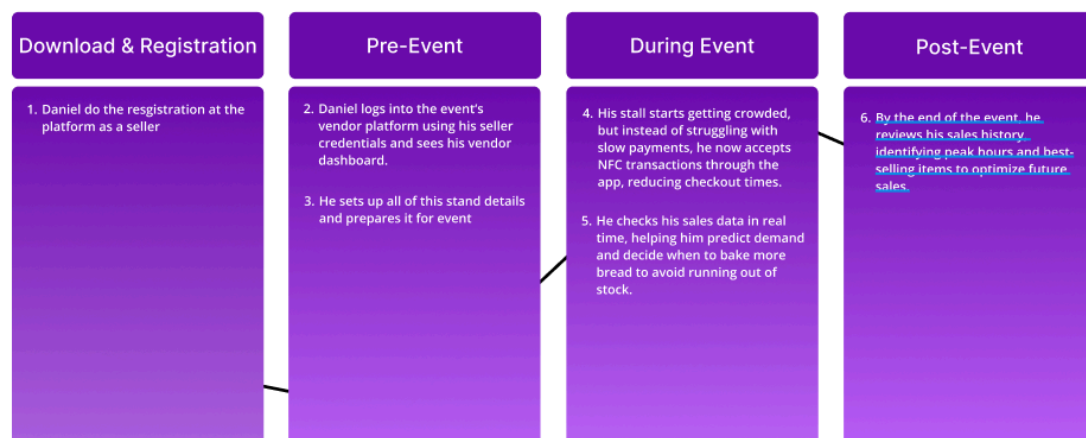 Download & Registration
Pre-Event
During Event
Post-Event
1. Daniel do the resgistration at the
platform as a seller
2. Daniel logs into the event's
vendor platform using his seller
credentials and sees his vendor
dashboard.
3. He sets up all of this stand details
and prepares it for event
4. His stall starts getting crowded,
but instead of struggling with
slow payments, he now accepts
NFC transactions through the
app, reducing checkout times.
5. He checks his sales data in real
time, helping him predict demand
and decide when to bake more
bread to avoid running out of
stock.
6. By the end of the event, he
reviews his sales history,
identifying peak hours and best-
selling items to optimize future
sales.